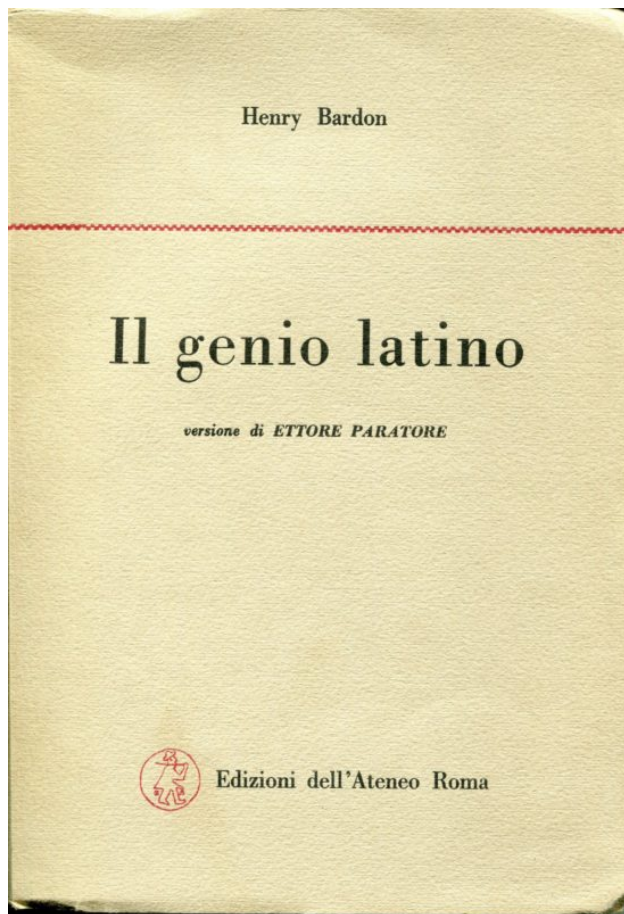 Henry Bardon
Il genio latino
versione di ETTORE PARATORE
Edizioni dell'Ateneo Roma